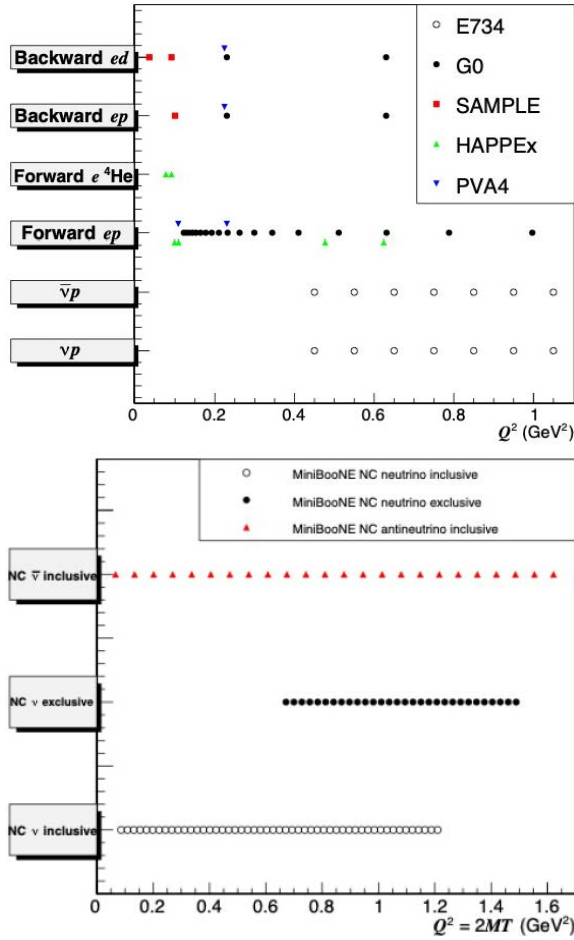 E734
G0
SAMPLE
HAPPEx
PVA4
Backward ed
Backward ep
Forward e ⁴He
Forward ep
ν̅p
νp
0 0.2 0.4 0.6 0.8 1
Q² (GeV²)
MiniBooNE NC neutrino inclusive
MiniBooNE NC neutrino exclusive
MiniBooNE NC antineutrino inclusive
NC ν̅ inclusive
NC ν exclusive
NC ν inclusive
0 0.2 0.4 0.6 0.8 1 1.2 1.4 1.6
Q² = 2MT (GeV²)